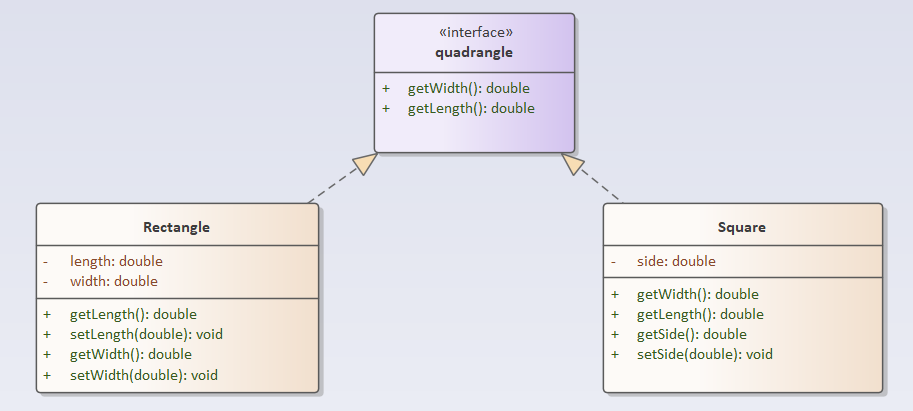 «interface»
quadrangle
+ getWidth(): double
+ getLength(): double
Rectangle
- length: double
- width: double
+ getLength(): double
+ setLength(double): void
+ getWidth(): double
+ setWidth(double): void
Square
- side: double
+ getWidth(): double
+ getLength(): double
+ getSide(): double
+ setSide(double): void